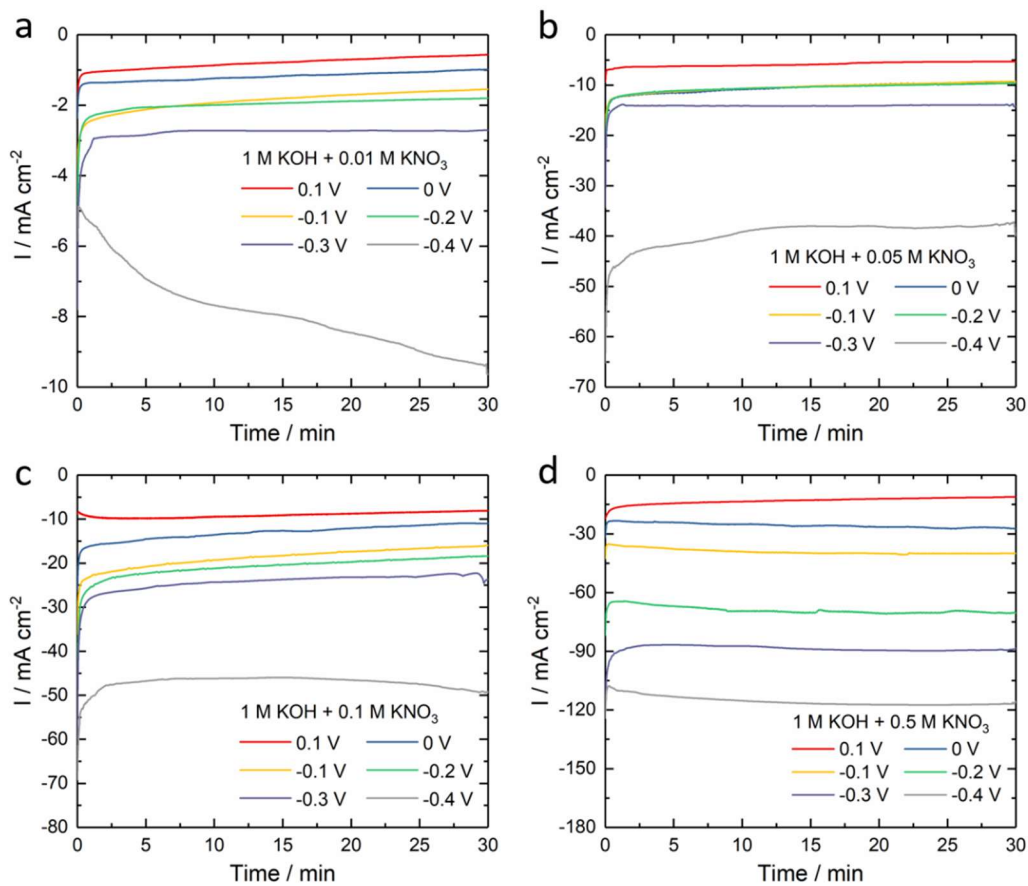 a
0
-2
-4
-6
-8
-10
I / mA cm-2
1 M KOH + 0.01 M KNO3
0.1 V 0 V
-0.1 V -0.2 V
-0.3 V -0.4 V
0 5 10 15 20 25 30
Time / min
b
0
-10
-20
-30
-40
-50
-60
-70
I / mA cm-2
1 M KOH + 0.05 M KNO3
0.1 V 0 V
-0.1 V -0.2 V
-0.3 V -0.4 V
0 5 10 15 20 25 30
Time / min
c
0
-10
-20
-30
-40
-50
-60
-70
-80
I / mA cm-2
1 M KOH + 0.1 M KNO3
0.1 V 0 V
-0.1 V -0.2 V
-0.3 V -0.4 V
0 5 10 15 20 25 30
Time / min
d
0
-30
-60
-90
-120
-150
-180
I / mA cm-2
1 M KOH + 0.5 M KNO3
0.1 V 0 V
-0.1 V -0.2 V
-0.3 V -0.4 V
0 5 10 15 20 25 30
Time / min